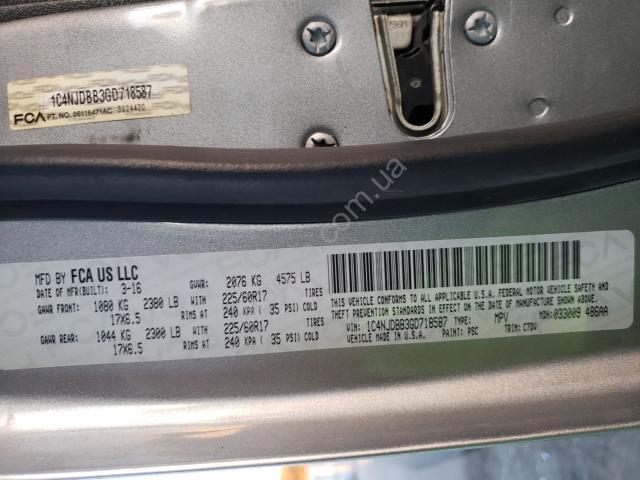 1C4NJDBB3GD718587
FCA PT. NO. 05116471AC 3824420
MFD BY FCA US LLC GVWR: 2076 KG 4575 LB
DATE OF MFR(BUILT): 3-16
GAWR FRONT: 1080 KG 2380 LB WITH 225/60R17 TIRES
17X6.5 RIMS AT 240 KPA ( 35 PSI) COLD
GAWR REAR: 1044 KG 2300 LB WITH 225/60R17 TIRES
17X6.5 RIMS AT 240 KPA ( 35 PSI) COLD
THIS VEHICLE CONFORMS TO ALL APPLICABLE U.S.A. FEDERAL MOTOR VEHICLE SAFETY AND
THEFT PREVENTION STANDARDS IN EFFECT ON THE DATE OF MANUFACTURE SHOWN ABOVE.
VIN: 1C4NJDBB3GD718587 TYPE: MPV MDH:033009 486AA
VEHICLE MADE IN U.S.A. PAINT: PSC TRIM: C7DV